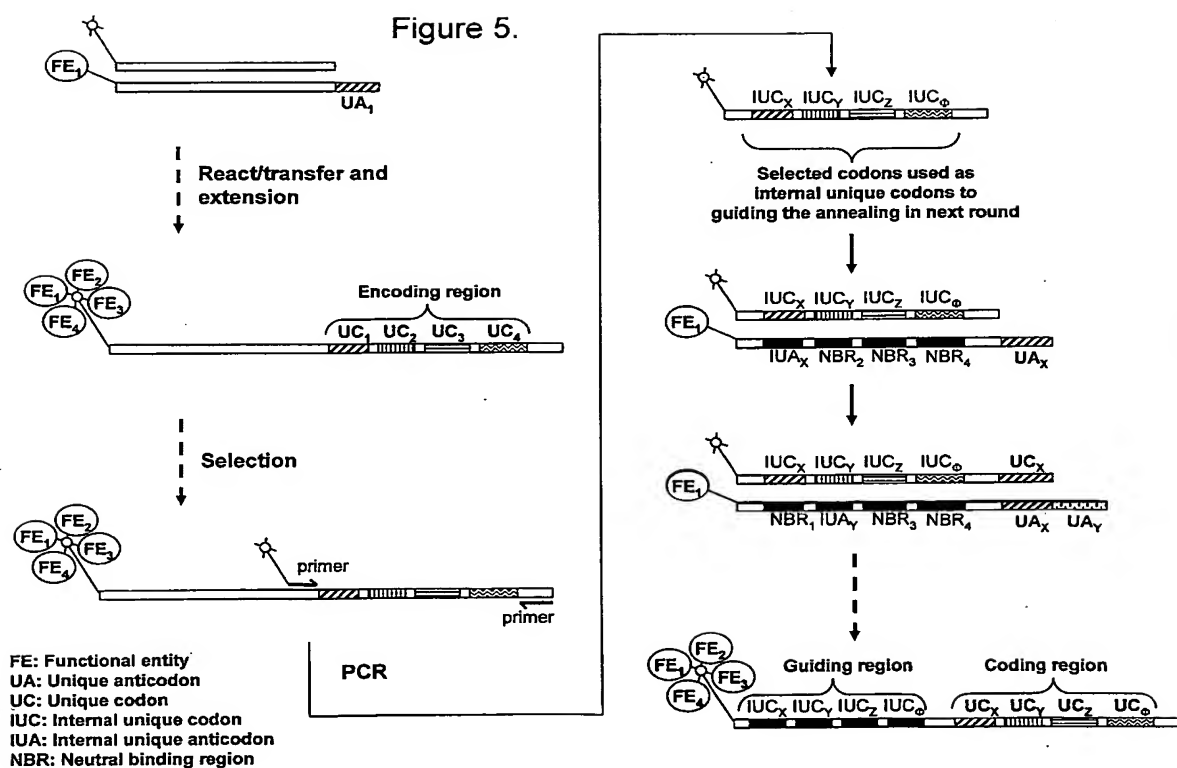 Figure 5.
FE₁
UA₁
React/transfer and
extension
FE₂
FE₁
FE₃
FE₄
Encoding region
UC₁ UC₂ UC₃ UC₄
Selection
FE₂
FE₁
FE₃
FE₄
primer
primer
PCR
FE: Functional entity
UA: Unique anticodon
UC: Unique codon
IUC: Internal unique codon
IUA: Internal unique anticodon
NBR: Neutral binding region
IUCX IUCY IUCZ IUCΦ
Selected codons used as
internal unique codons to
guiding the annealing in next round
IUCX IUCY IUCZ IUCΦ
FE₁
IUAX NBR₂ NBR₃ NBR₄ UAX
IUCX IUCY IUCZ IUCΦ UCX
FE₁
NBR₁ IUAY NBR₃ NBR₄ UAX UAY
FE₂
FE₁
FE₃
FE₄
Guiding region Coding region
IUCX IUCY IUCZ IUCΦ UCX UCY UCZ UCΦ